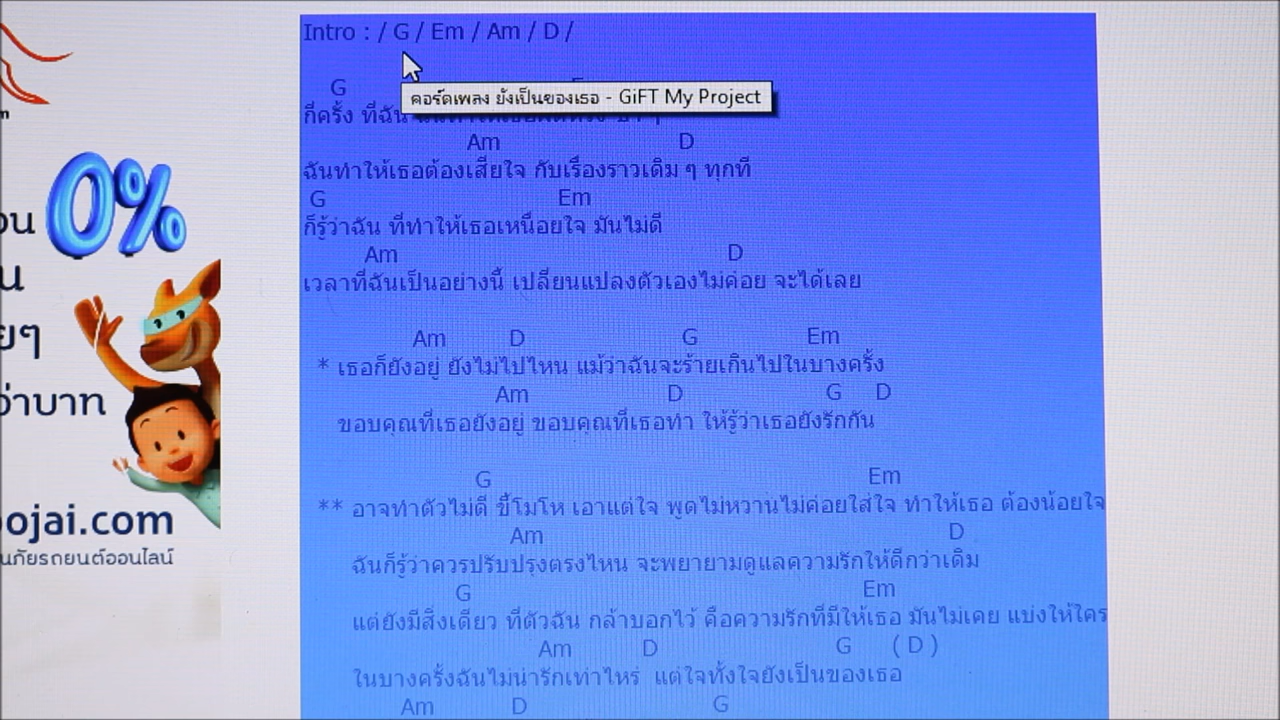 Intro : / G / Em / Am / D /
G
คอร์ดเพลง ยังเป็นของเธอ - GiFT My Project
กี่ครั้ง ที่ฉัน
Am D
ฉันทำให้เธอต้องเสียใจ กับเรื่องราวเดิม ๆ ทุกที
G Em
ก็รู้ว่าฉัน ที่ทำให้เธอเหนื่อยใจ มันไม่ดี
Am D
เวลาที่ฉันเป็นอย่างนี้ เปลี่ยนแปลงตัวเองไม่ค่อย จะได้เลย
Am D G Em
* เธอก็ยังอยู่ ยังไม่ไปไหน แม้ว่าฉันจะร้ายเกินไปในบางครั้ง
Am D G D
ขอบคุณที่เธอยังอยู่ ขอบคุณที่เธอทำ ให้รู้ว่าเธอยังรักกัน
G Em
** อาจทำตัวไม่ดี ขี้โมโห เอาแต่ใจ พูดไม่หวานไม่ค่อยใส่ใจ ทำให้เธอ ต้องน้อยใจ
Am D
ฉันก็รู้ว่าควรปรับปรุงตรงไหน จะพยายามดูแลความรักให้ดีกว่าเดิม
G Em
แต่ยังมีสิ่งเดียว ที่ตัวฉัน กล้าบอกไว้ คือความรักที่มีให้เธอ มันไม่เคย แบ่งให้ใคร
Am D G ( D )
ในบางครั้งฉันไม่น่ารักเท่าไหร่ แต่ใจทั้งใจยังเป็นของเธอ
Am D G
0%
ว่าบาท
oojai.com
นภัยรถยนต์ออนไลน์